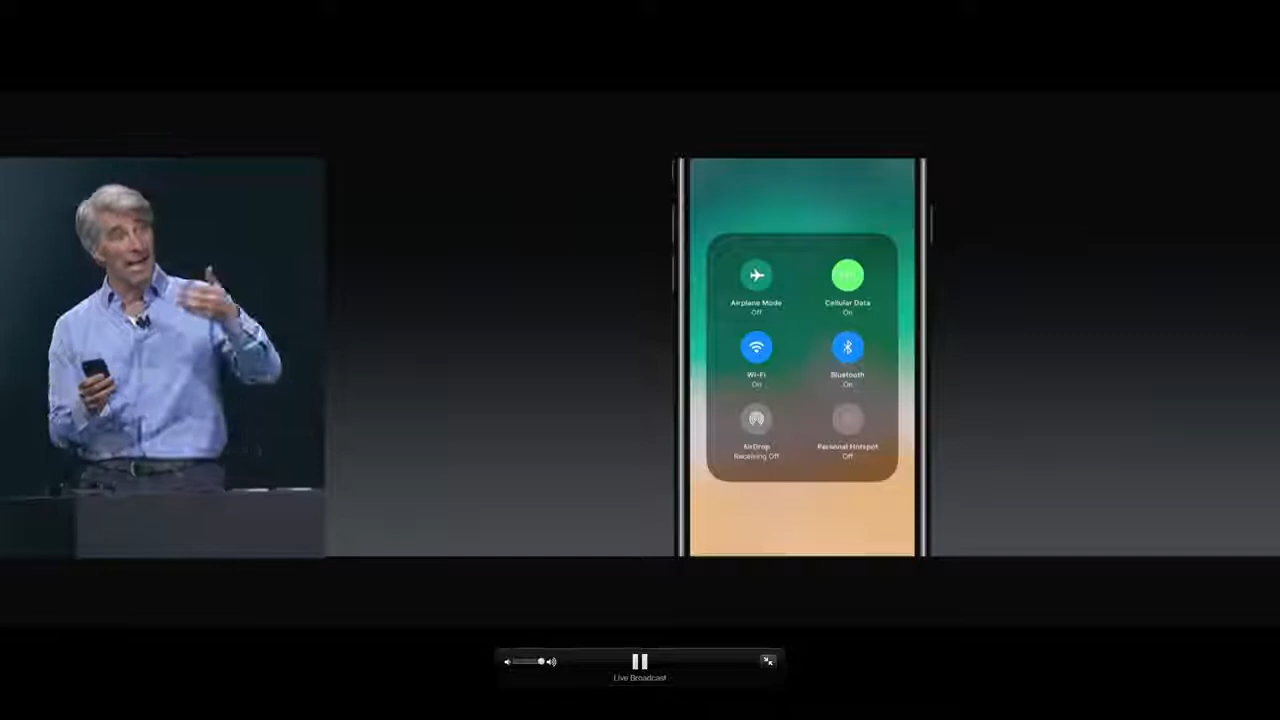 Airplane Mode
Off
Cellular Data
On
Wi-Fi
On
Bluetooth
On
AirDrop
Receiving Off
Personal Hotspot
Off
Live Broadcast